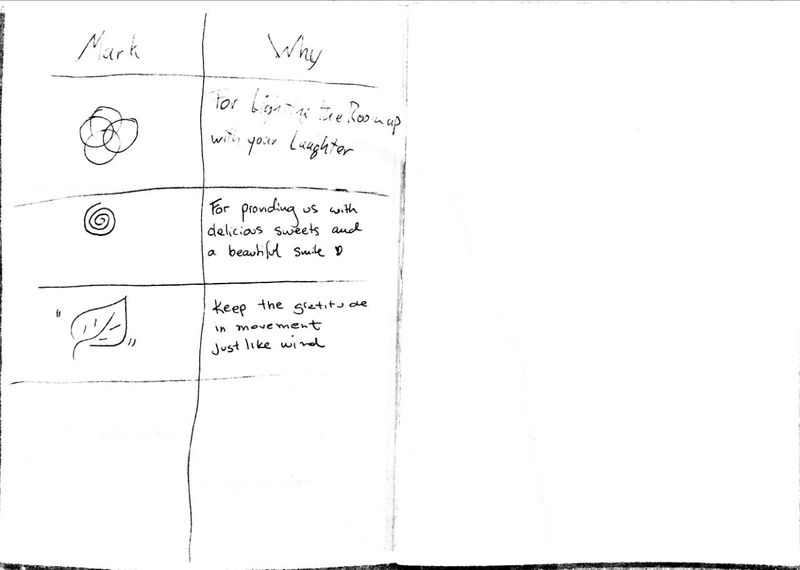 Mark
Why
For Lighting the Room up
with your Laughter
For providing us with
delicious sweets and
a beautiful smile
Keep the gratitude
in movement
Just like wind